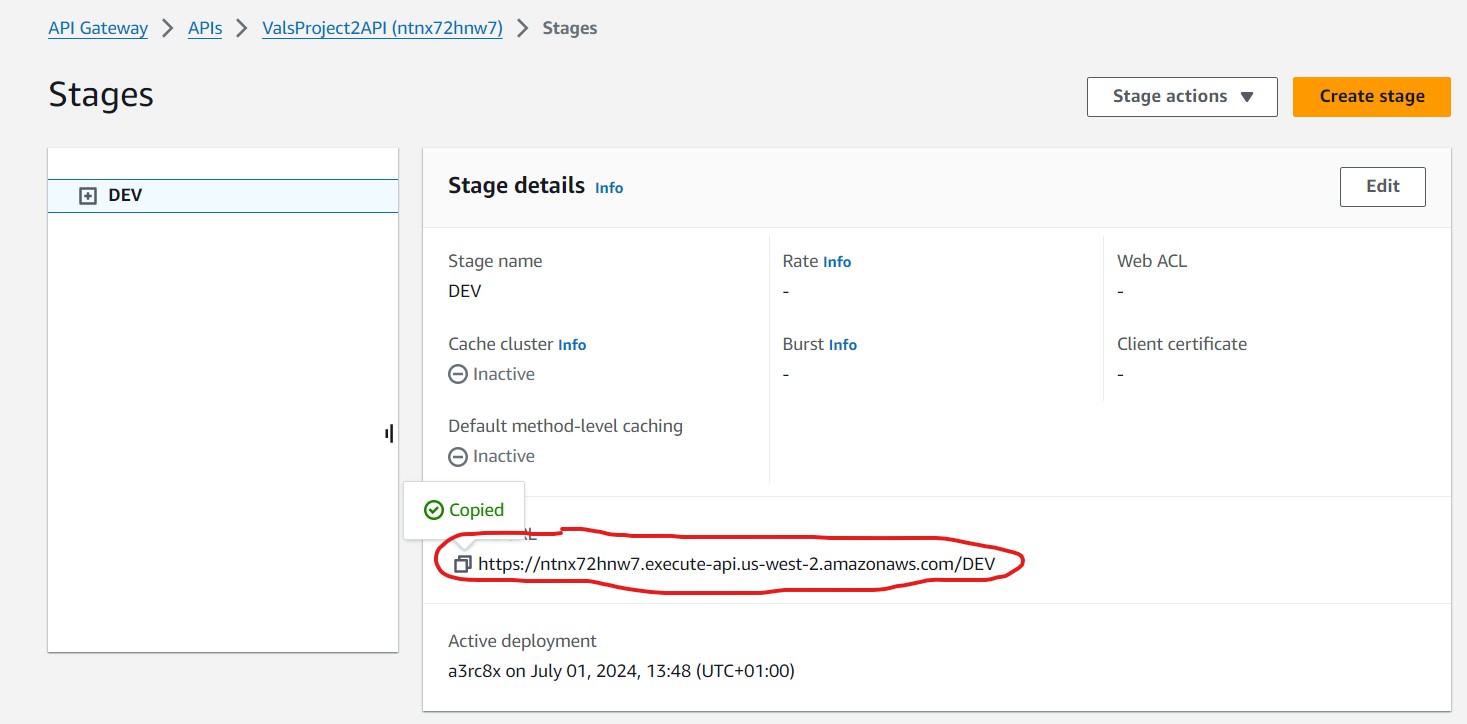 API Gateway > APIs > ValsProject2API (ntnx72hnw7) > Stages
Stages
Stage actions ▼
Create stage
DEV
Stage details Info
Edit
Stage name
DEV
Rate Info
-
Web ACL
-
Cache cluster Info
Inactive
Burst Info
-
Client certificate
-
Default method-level caching
Inactive
Copied
https://ntnx72hnw7.execute-api.us-west-2.amazonaws.com/DEV
Active deployment
a3rc8x on July 01, 2024, 13:48 (UTC+01:00)